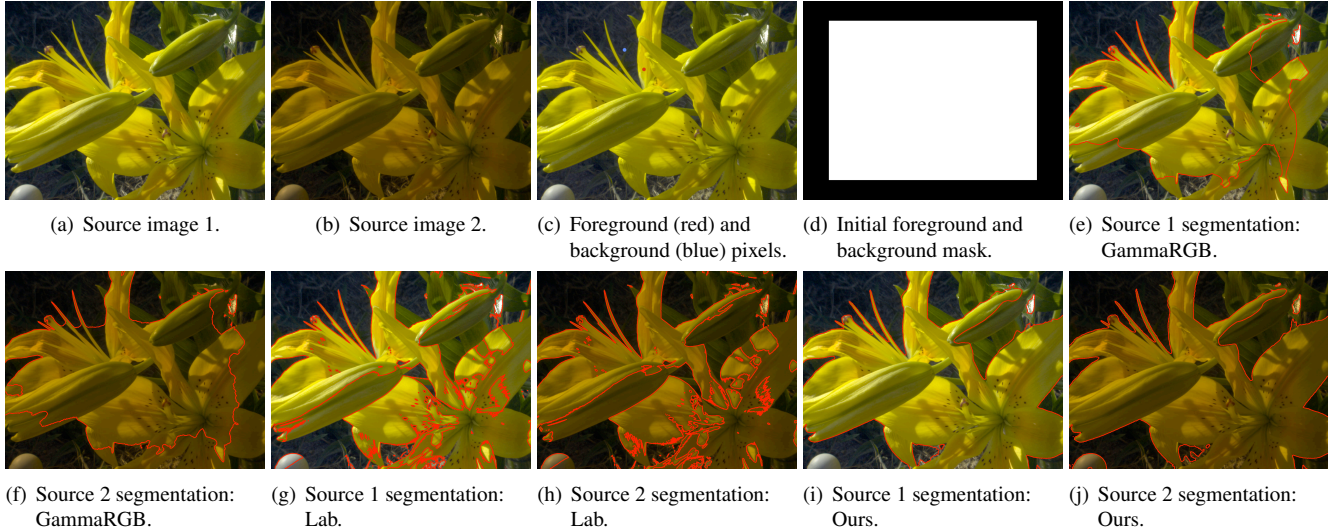 (a) Source image 1.
(b) Source image 2.
(c) Foreground (red) and
background (blue) pixels.
(d) Initial foreground and
background mask.
(e) Source 1 segmentation:
GammaRGB.
(f) Source 2 segmentation:
GammaRGB.
(g) Source 1 segmentation:
Lab.
(h) Source 2 segmentation:
Lab.
(i) Source 1 segmentation:
Ours.
(j) Source 2 segmentation:
Ours.